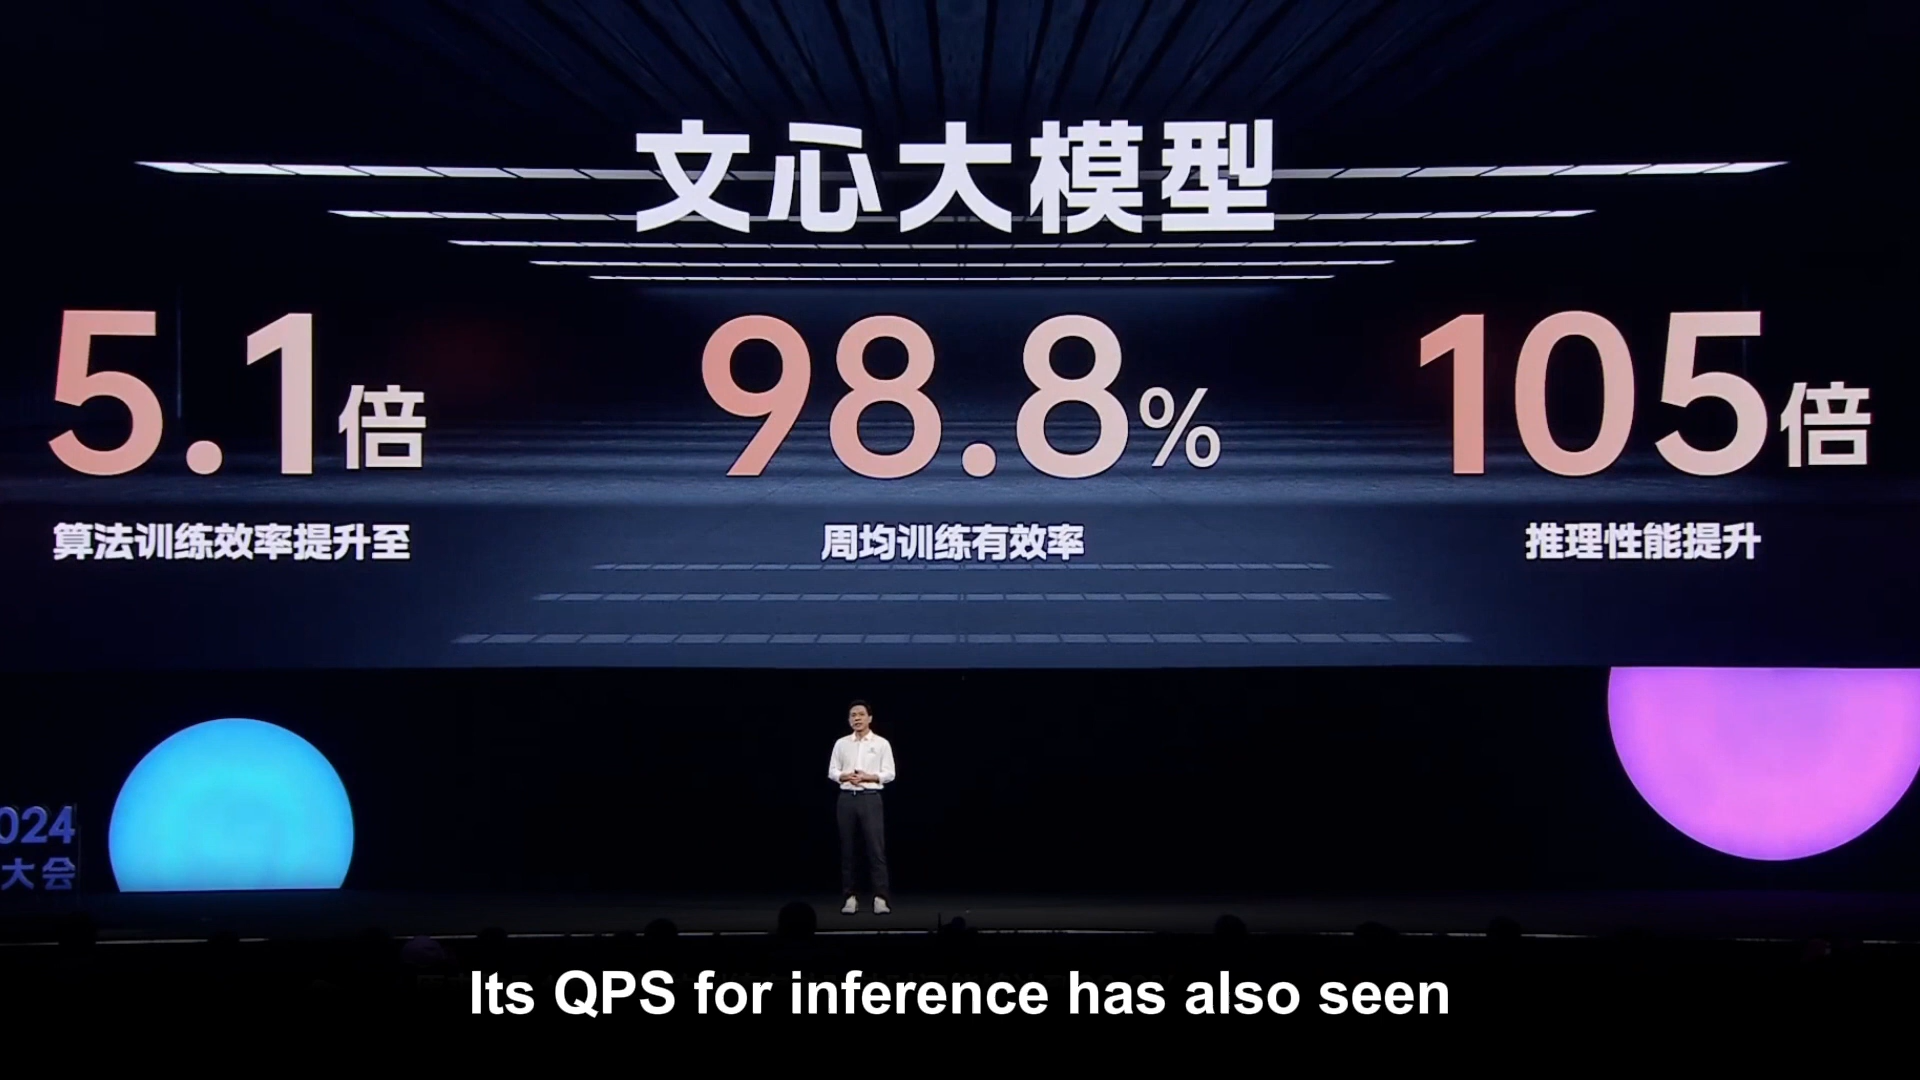 文心大模型
5.1倍
算法训练效率提升至
98.8%
周均训练有效率
105倍
推理性能提升
024
大会
Its QPS for inference has also seen